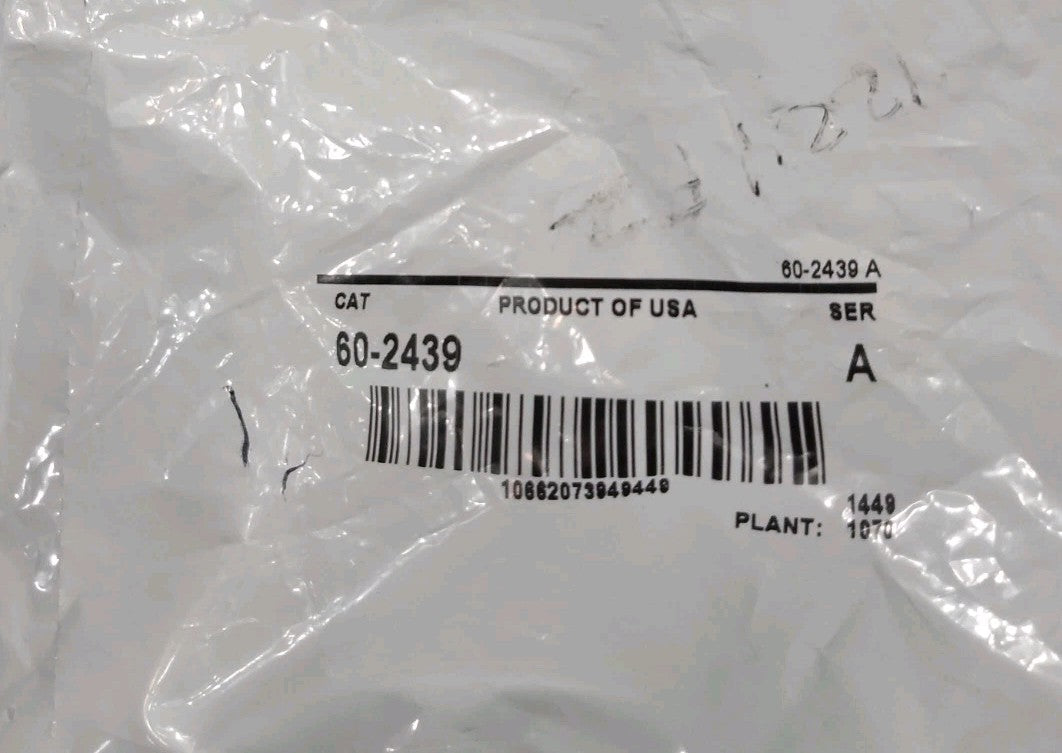 60-2439 A
CAT PRODUCT OF USA SER
60-2439 A
10662073949449
1449
PLANT: 1070